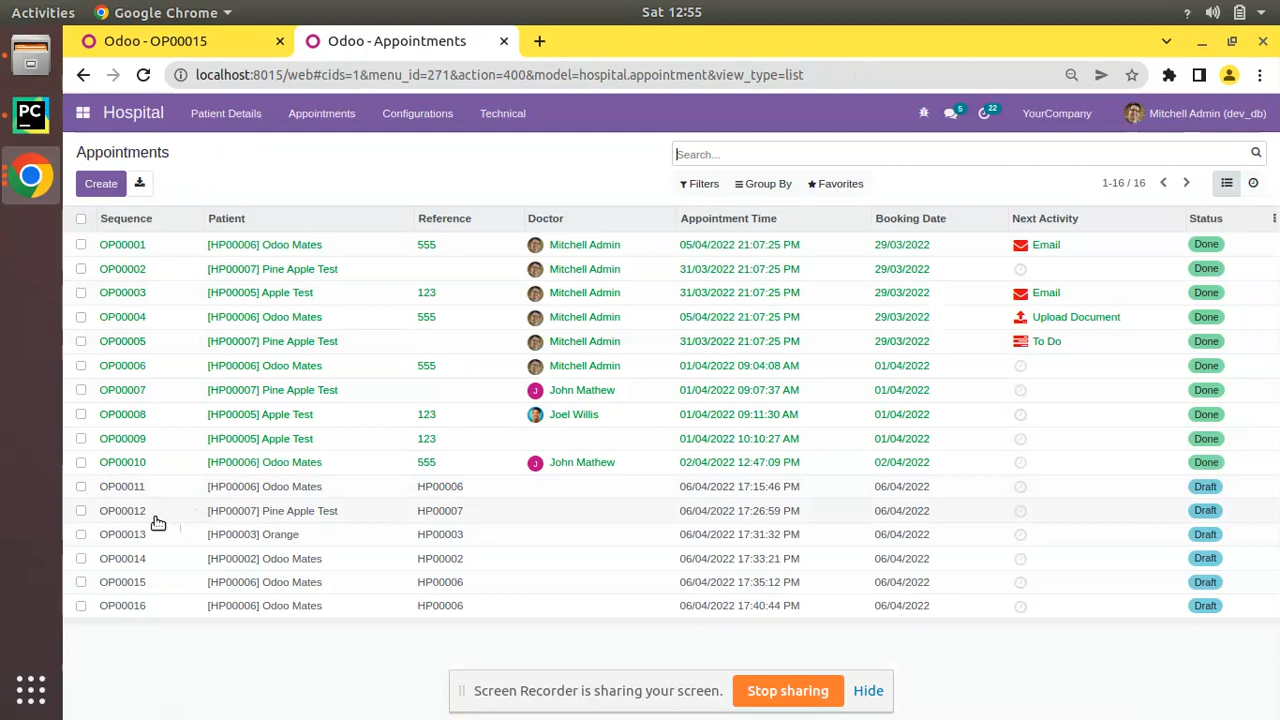 Activities Google Chrome Sat 12:55 ?
Odoo - OP00015 Odoo - Appointments
localhost:8015/web#cids=1&menu_id=271&action=400&model=hospital.appointment&view_type=list
PC
Hospital Patient Details Appointments Configurations Technical 5 22 YourCompany Mitchell Admin (dev_db)
Appointments Search...
Create Filters Group By Favorites 1-16 / 16
Sequence Patient Reference Doctor Appointment Time Booking Date Next Activity Status
OP00001 [HP00006] Odoo Mates 555 Mitchell Admin 05/04/2022 21:07:25 PM 29/03/2022 Email Done
OP00002 [HP00007] Pine Apple Test Mitchell Admin 31/03/2022 21:07:25 PM 29/03/2022 Done
OP00003 [HP00005] Apple Test 123 Mitchell Admin 31/03/2022 21:07:25 PM 29/03/2022 Email Done
OP00004 [HP00006] Odoo Mates 555 Mitchell Admin 05/04/2022 21:07:25 PM 29/03/2022 Upload Document Done
OP00005 [HP00007] Pine Apple Test Mitchell Admin 31/03/2022 21:07:25 PM 29/03/2022 To Do Done
OP00006 [HP00006] Odoo Mates 555 Mitchell Admin 01/04/2022 09:04:08 AM 01/04/2022 Done
OP00007 [HP00007] Pine Apple Test J John Mathew 01/04/2022 09:07:37 AM 01/04/2022 Done
OP00008 [HP00005] Apple Test 123 Joel Willis 01/04/2022 09:11:30 AM 01/04/2022 Done
OP00009 [HP00005] Apple Test 123 01/04/2022 10:10:27 AM 01/04/2022 Done
OP00010 [HP00006] Odoo Mates 555 J John Mathew 02/04/2022 12:47:09 PM 02/04/2022 Done
OP00011 [HP00006] Odoo Mates HP00006 06/04/2022 17:15:46 PM 06/04/2022 Draft
OP00012 [HP00007] Pine Apple Test HP00007 06/04/2022 17:26:59 PM 06/04/2022 Draft
OP00013 [HP00003] Orange HP00003 06/04/2022 17:31:32 PM 06/04/2022 Draft
OP00014 [HP00002] Odoo Mates HP00002 06/04/2022 17:33:21 PM 06/04/2022 Draft
OP00015 [HP00006] Odoo Mates HP00006 06/04/2022 17:35:12 PM 06/04/2022 Draft
OP00016 [HP00006] Odoo Mates HP00006 06/04/2022 17:40:44 PM 06/04/2022 Draft
Screen Recorder is sharing your screen. Stop sharing Hide